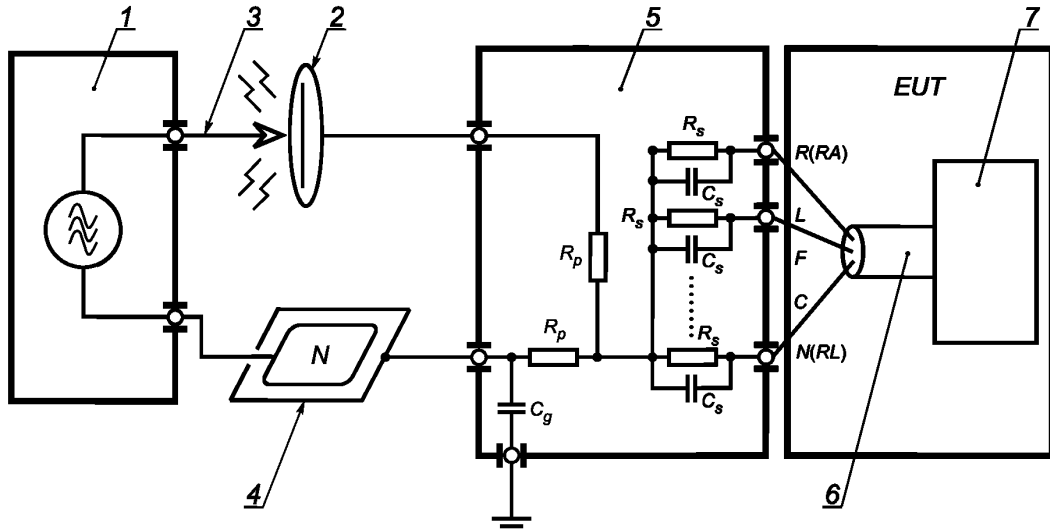 1
3
2
5
7
EUT
R_s
R(RA)
C_s
R_s
L
C_s
F
R_p
C
R_p
R_s
N
N(RL)
C_g
C_s
4
6